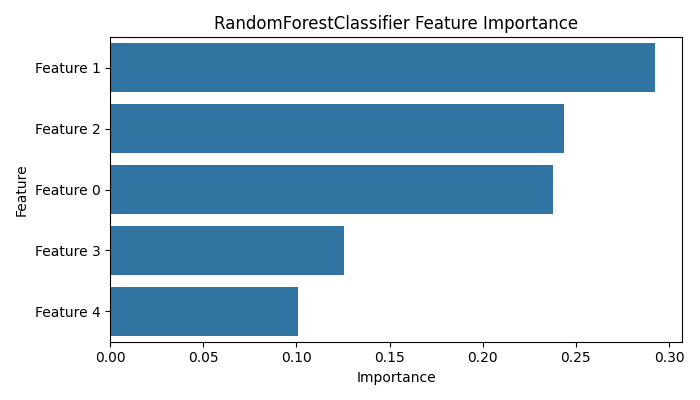 RandomForestClassifier Feature Importance
Feature 1
Feature 2
Feature 0
Feature 3
Feature 4
Feature
0.00 0.05 0.10 0.15 0.20 0.25 0.30
Importance